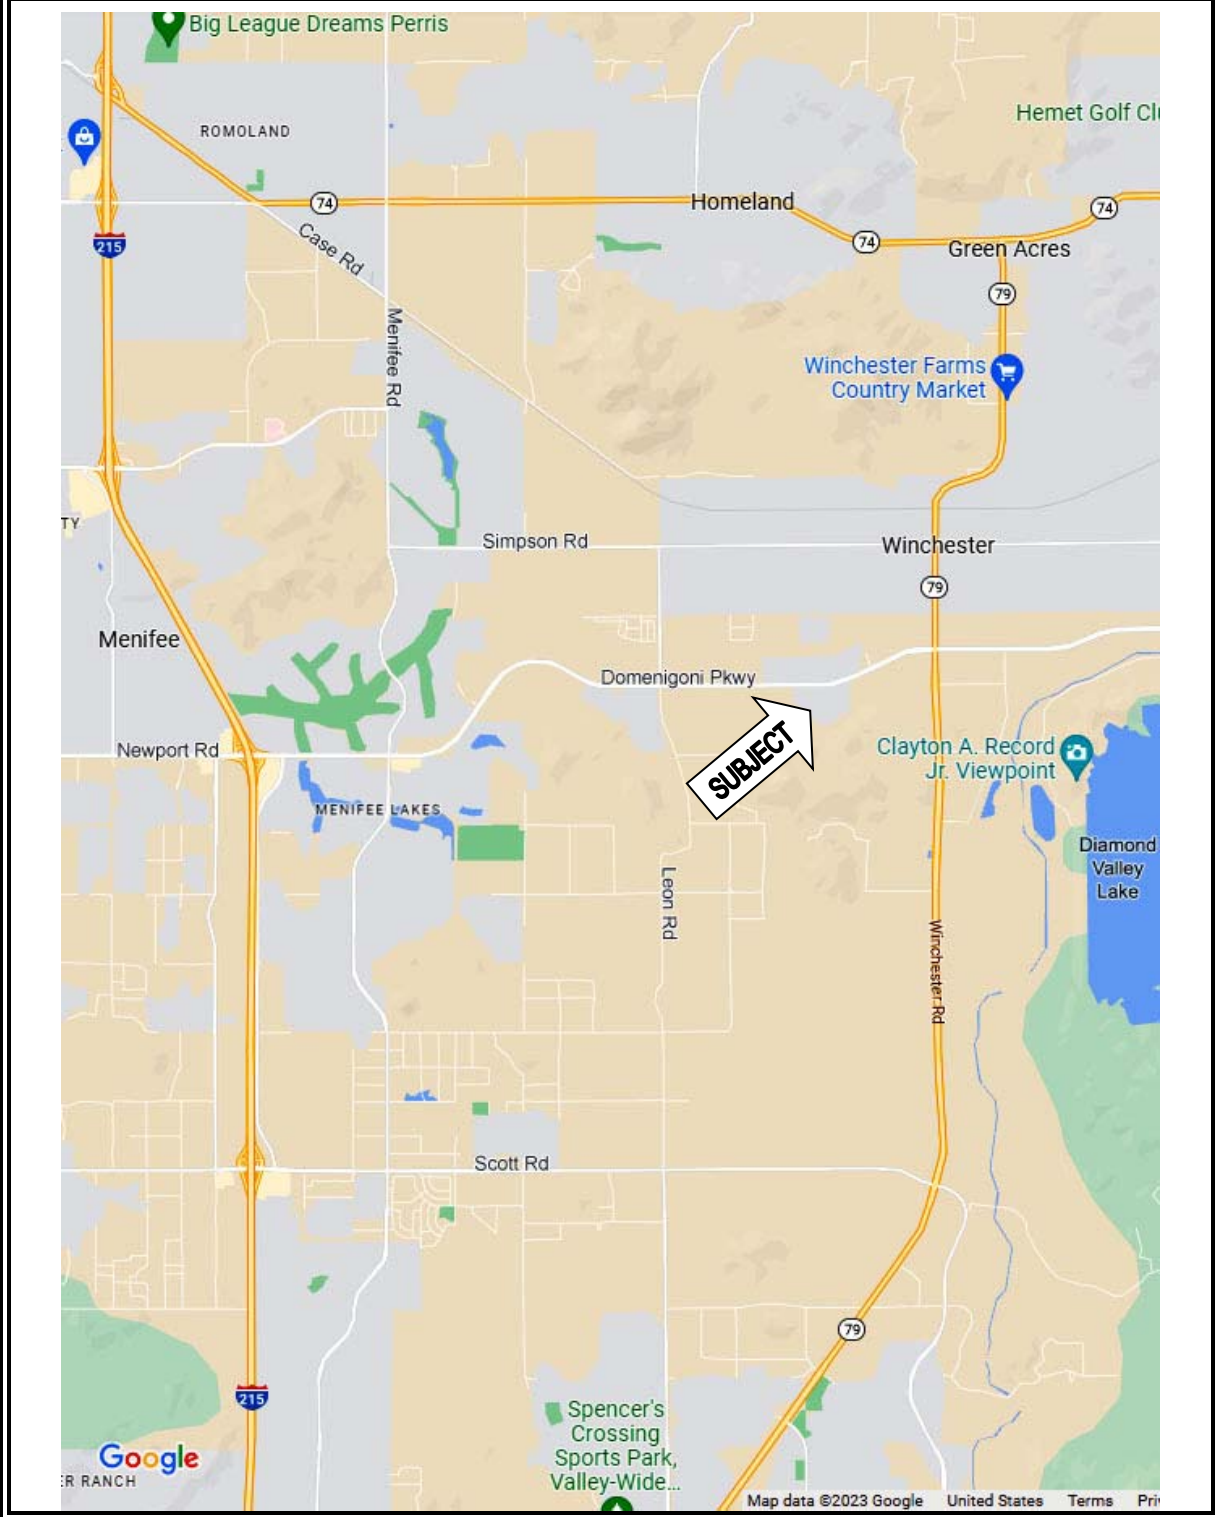 Big League Dreams Perris
Hemet Golf Clu
ROMOLAND
74
Homeland
74
215
Case Rd
74
Green Acres
79
Menifee Rd
Winchester Farms
Country Market
TY
Simpson Rd
Winchester
79
Menifee
Domenigoni Pkwy
SUBJECT
Newport Rd
Clayton A. Record
Jr. Viewpoint
MENIFEE LAKES
Diamond
Valley
Lake
Leon Rd
Winchester Rd
Scott Rd
79
215
Spencer's
Crossing
Sports Park,
Valley-Wide...
Google
ER RANCH
Map data ©2023 Google United States Terms Pri